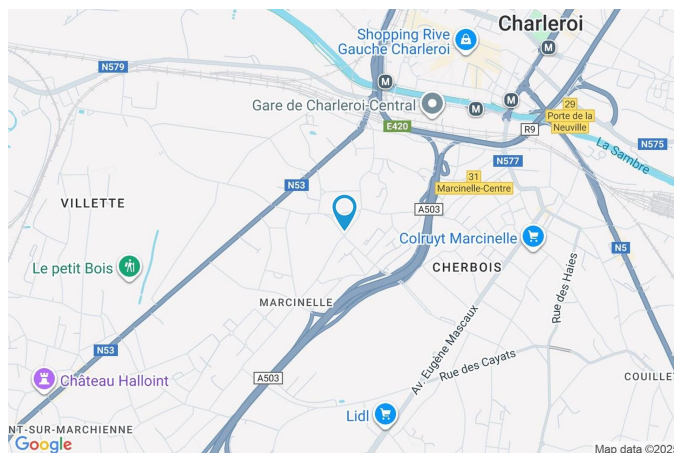 Charleroi
Shopping Rive
Gauche Charleroi
M
N579
M
29
Gare de Charleroi-Central
M
M
Porte de la
Neuville
E420
R9
N575
La Sambre
N577
31
Marcinelle-Centre
N53
VILLETTE
A503
Colruyt Marcinelle
N5
Le petit Bois
CHERBOIS
Rue des Haies
MARCINELLE
Av. Eugène Mascaux
N53
Rue des Cayats
Château Halloint
A503
COUILLET
Lidl
NT-SUR-MARCHIENNE
Google
Map data ©2025